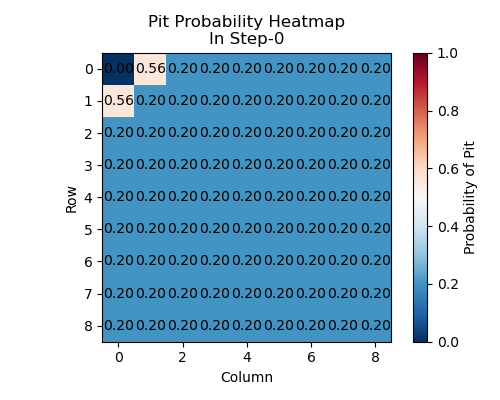 Pit Probability Heatmap
In Step-0
0 0.00 0.56 0.20 0.20 0.20 0.20 0.20 0.20 0.20
1 0.56 0.20 0.20 0.20 0.20 0.20 0.20 0.20 0.20
2 0.20 0.20 0.20 0.20 0.20 0.20 0.20 0.20 0.20
3 0.20 0.20 0.20 0.20 0.20 0.20 0.20 0.20 0.20
4 0.20 0.20 0.20 0.20 0.20 0.20 0.20 0.20 0.20
5 0.20 0.20 0.20 0.20 0.20 0.20 0.20 0.20 0.20
6 0.20 0.20 0.20 0.20 0.20 0.20 0.20 0.20 0.20
7 0.20 0.20 0.20 0.20 0.20 0.20 0.20 0.20 0.20
8 0.20 0.20 0.20 0.20 0.20 0.20 0.20 0.20 0.20
0 2 4 6 8
Column
Row
1.0
0.8
0.6
0.4
0.2
0.0
Probability of Pit